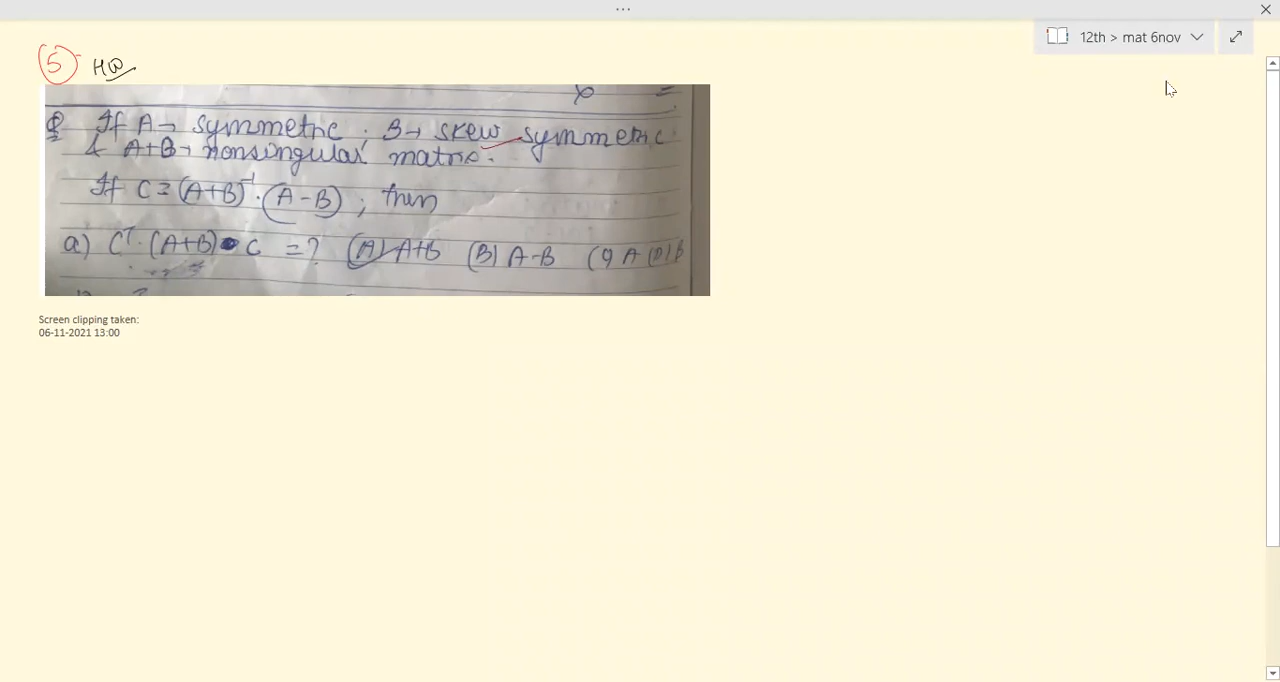 12th > mat 6nov
5 HW
Q If A→ symmetric, B→ skew symmetric
& A+B→ nonsingular matrix.
If C = (A+B)⁻¹·(A-B), then
a) Cᵀ·(A+B) C = ? (A) A+B (B) A-B (C) A (D) B
Screen clipping taken:
06-11-2021 13:00